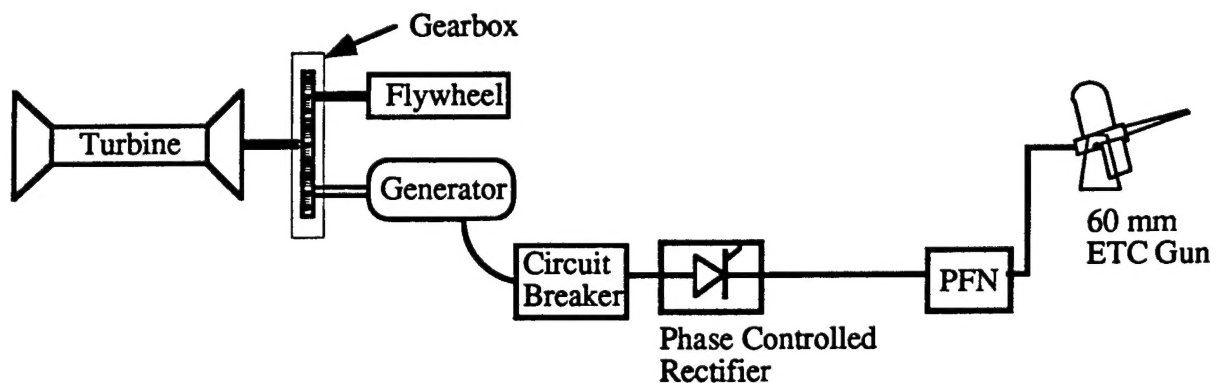 Gearbox
Turbine
Flywheel
Generator
Circuit
Breaker
Phase Controlled
Rectifier
PFN
60 mm
ETC Gun